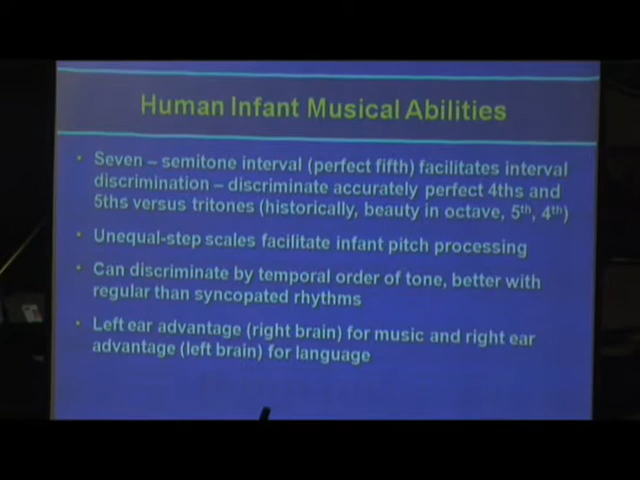 Human Infant Musical Abilities
• Seven – semitone interval (perfect fifth) facilitates interval
discrimination – discriminate accurately perfect 4ths and
5ths versus tritones (historically, beauty in octave, 5th, 4th)
• Unequal-step scales facilitate infant pitch processing
• Can discriminate by temporal order of tone, better with
regular than syncopated rhythms
• Left ear advantage (right brain) for music and right ear
advantage (left brain) for language